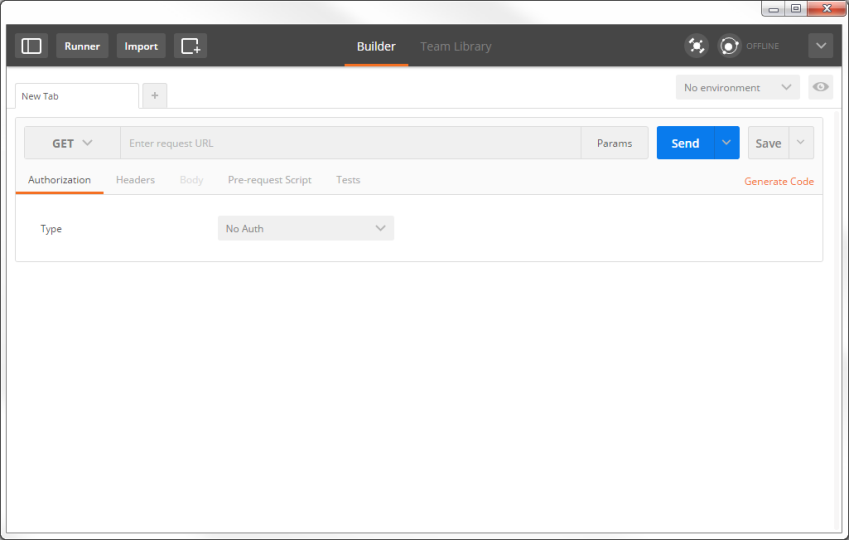 Runner Import Builder Team Library OFFLINE
New Tab + No environment
GET Enter request URL Params Send Save
Authorization Headers Body Pre-request Script Tests Generate Code
Type No Auth